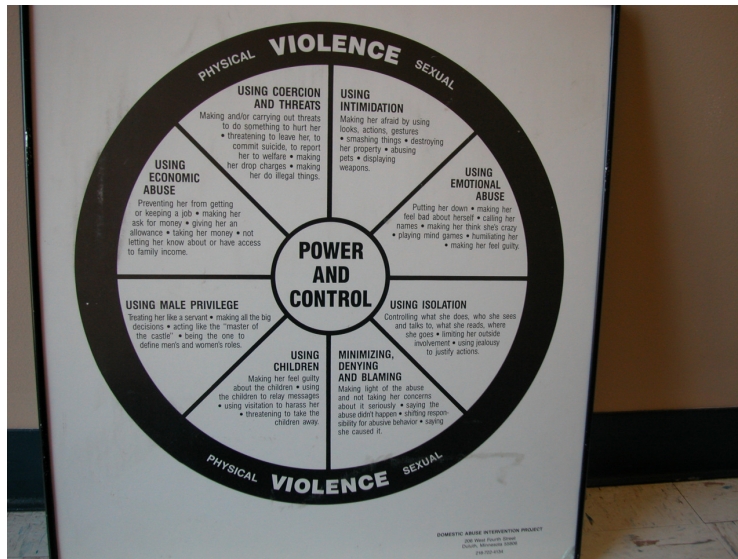 PHYSICAL VIOLENCE SEXUAL
USING COERCION
AND THREATS
Making and/or carrying out threats
to do something to hurt her
• threatening to leave her, to
commit suicide, to report
her to welfare • making
her drop charges • making
her do illegal things.
USING
INTIMIDATION
Making her afraid by using
looks, actions, gestures
• smashing things • destroying
her property • abusing
pets • displaying
weapons.
USING
EMOTIONAL
ABUSE
Putting her down • making her
feel bad about herself • calling her
names • making her think she's crazy
• playing mind games • humiliating her
• making her feel guilty.
USING ISOLATION
Controlling what she does, who she sees
and talks to, what she reads, where
she goes • limiting her outside
involvement • using jealousy
to justify actions.
MINIMIZING,
DENYING
AND BLAMING
Making light of the abuse
and not taking her concerns
about it seriously • saying the
abuse didn't happen • shifting respon-
sibility for abusive behavior • saying
she caused it.
USING
CHILDREN
Making her feel guilty
about the children • using
the children to relay messages
• using visitation to harass her
• threatening to take the
children away.
USING MALE PRIVILEGE
Treating her like a servant • making all the big
decisions • acting like the "master of
the castle" • being the one to
define men's and women's roles.
USING
ECONOMIC
ABUSE
Preventing her from getting
or keeping a job • making her
ask for money • giving her an
allowance • taking her money • not
letting her know about or have access
to family income.
POWER
AND
CONTROL
PHYSICAL VIOLENCE SEXUAL
DOMESTIC ABUSE INTERVENTION PROJECT
West Fourth Street
Duluth, Minnesota